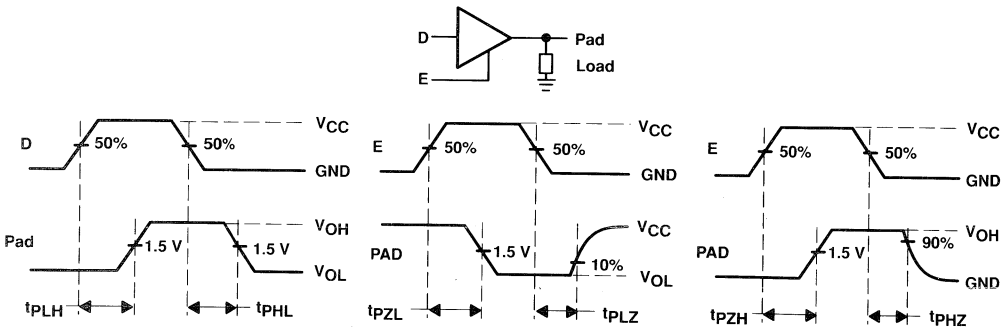 D
Pad
Load
E
D
50%
50%
VCC
GND
Pad
1.5 V
1.5 V
VOH
VOL
tPLH
tPHL
E
50%
50%
VCC
GND
PAD
1.5 V
10%
VCC
VOL
tPZL
tPLZ
E
50%
50%
VCC
GND
PAD
1.5 V
90%
VOH
GND
tPZH
tPHZ